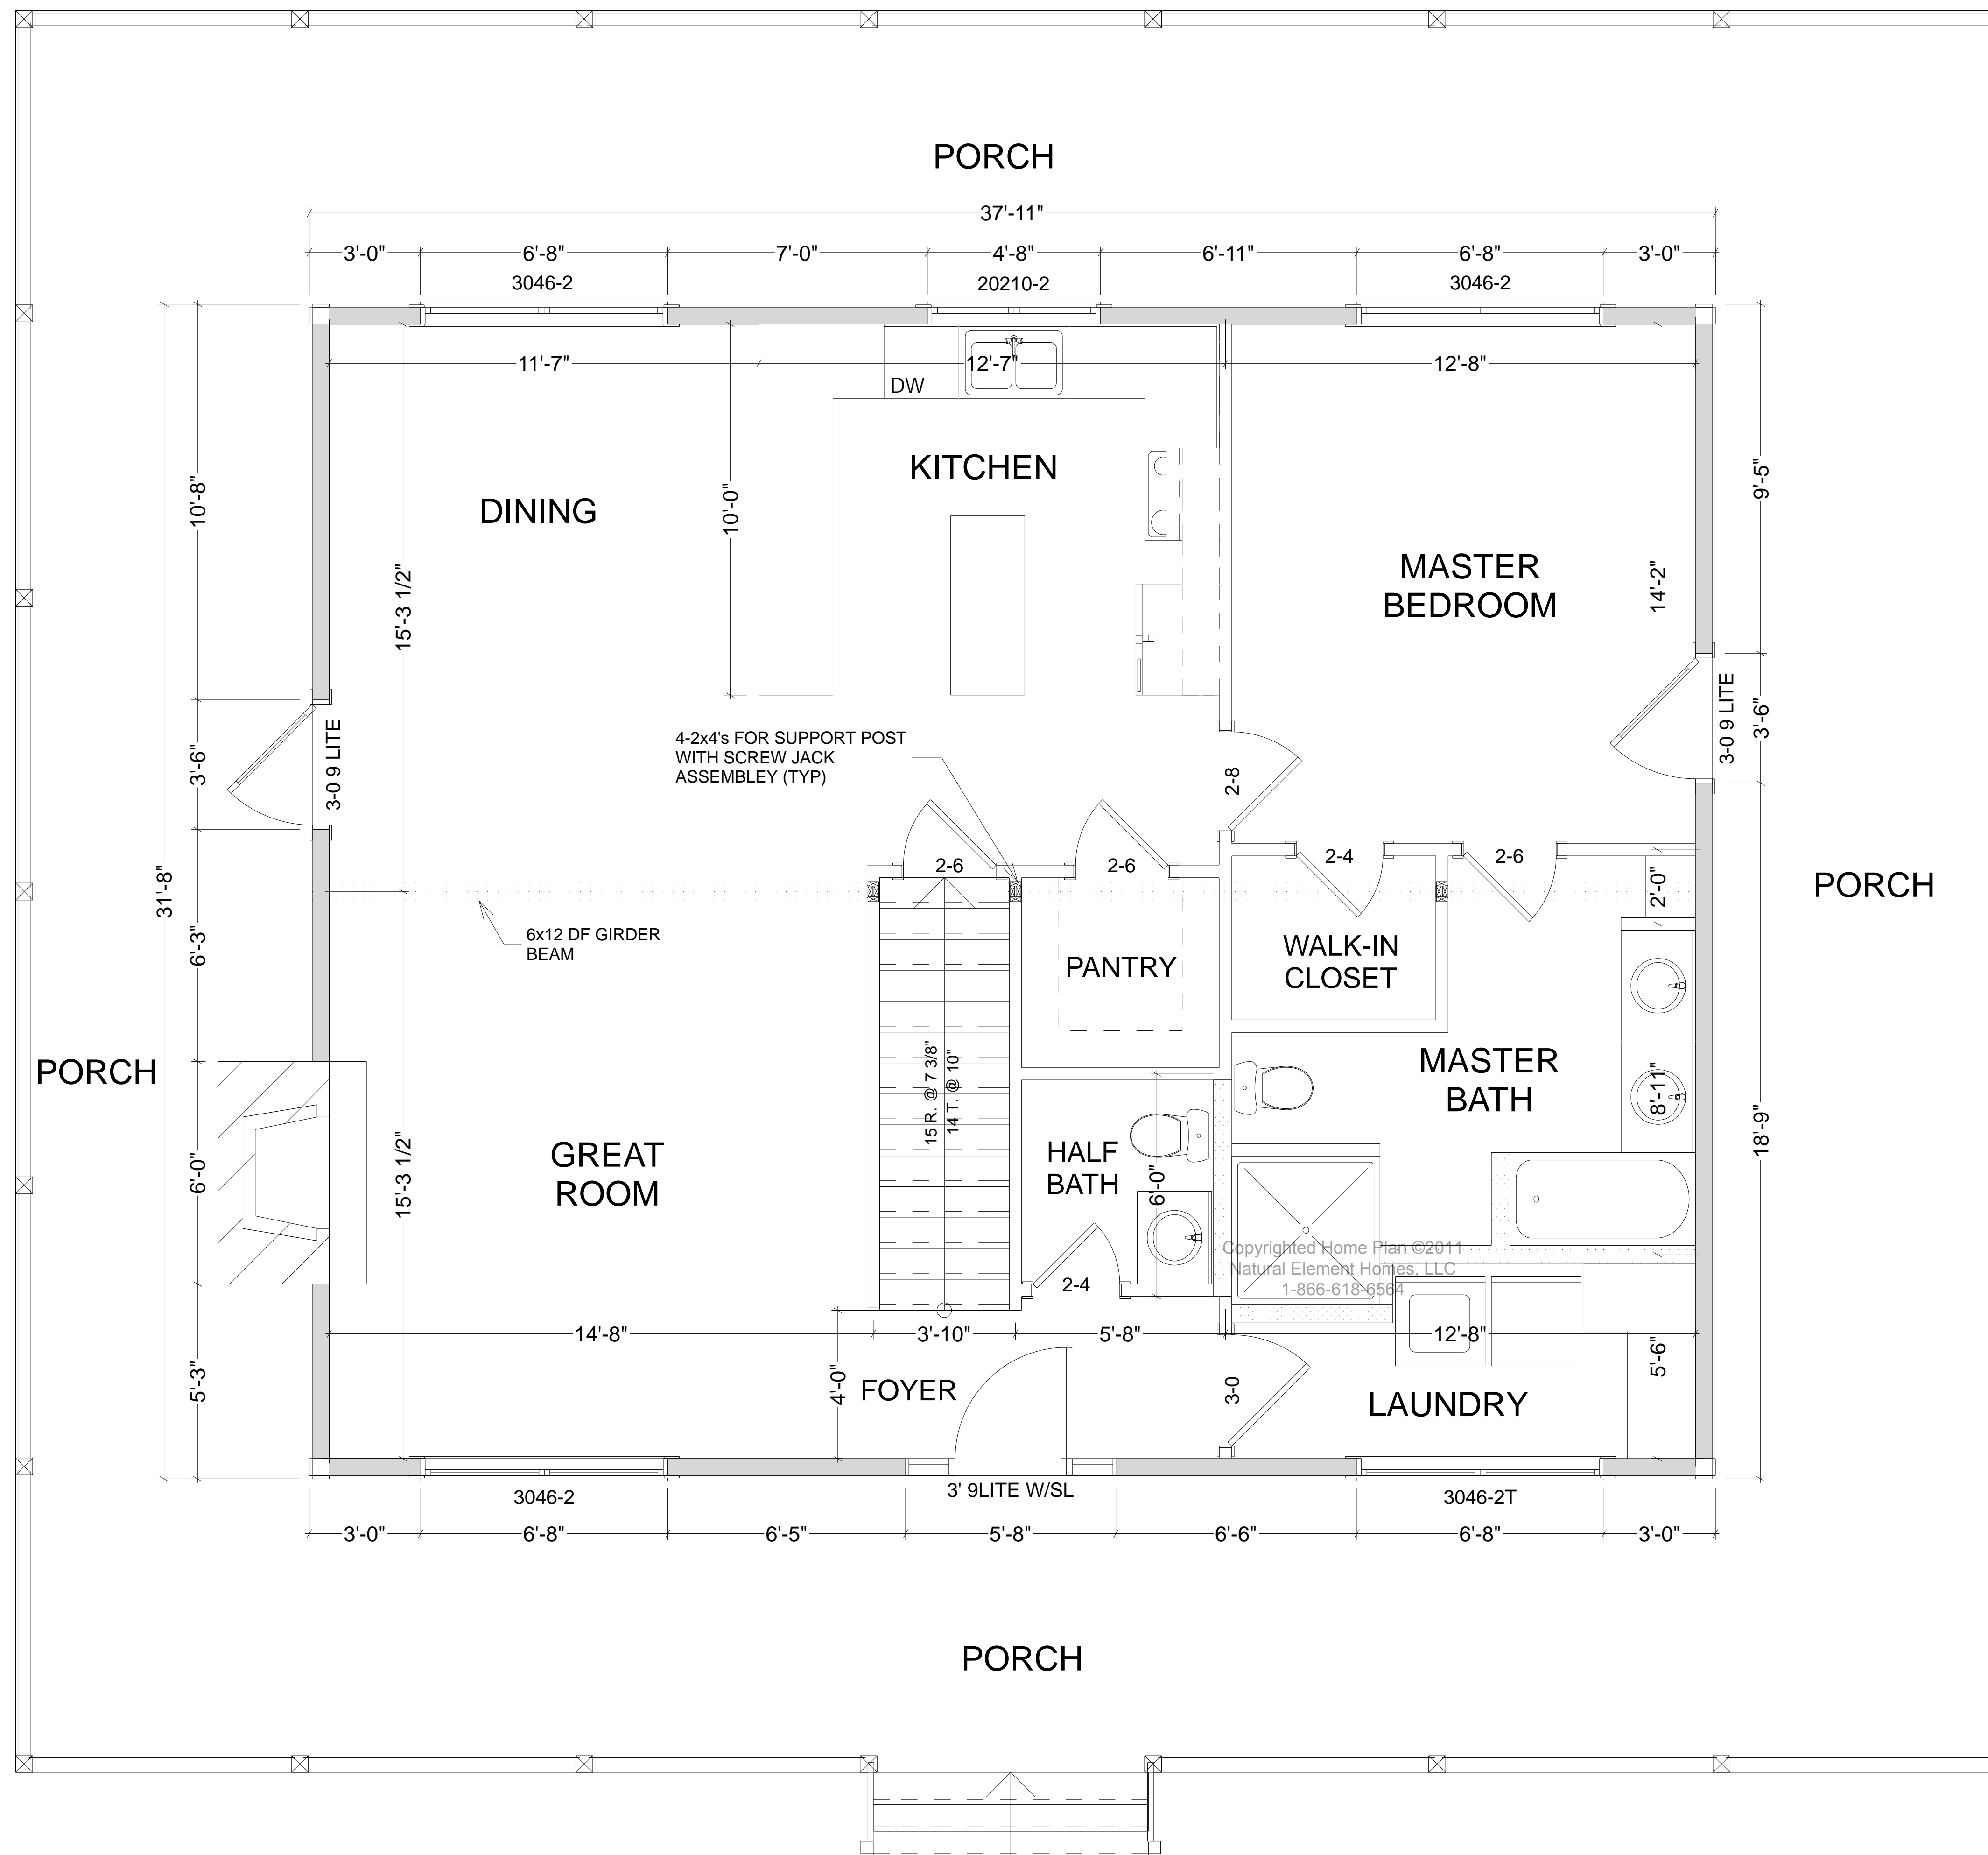 PORCH
37'-11"
3'-0"
6'-8"
7'-0"
4'-8"
6'-11"
6'-8"
3'-0"
3046-2
20210-2
3046-2
11'-7"
12'-7"
12'-8"
DW
KITCHEN
DINING
10'-8"
10'-0"
9'-5"
15'-3 1/2"
14'-2"
MASTER
BEDROOM
3'-6"
3-0 9 LITE
4-2x4's FOR SUPPORT POST
WITH SCREW JACK
ASSEMBLEY (TYP)
2-8
3-0 9 LITE
3'-6"
2-6
2-6
2-4
2-6
31'-8"
2'-0"
PORCH
6'-3"
6x12 DF GIRDER
BEAM
PANTRY
WALK-IN
CLOSET
PORCH
15 R. @ 7 3/8"
14 T. @ 10"
MASTER
BATH
8'-11"
18'-9"
6'-0"
15'-3 1/2"
GREAT
ROOM
HALF
BATH
6'-0"
Copyrighted Home Plan ©2011
Natural Element Homes, LLC
1-866-618-6564
2-4
14'-8"
3'-10"
5'-8"
12'-8"
5'-3"
4'-0"
FOYER
3-0
LAUNDRY
5'-6"
3046-2
3' 9LITE W/SL
3046-2T
3'-0"
6'-8"
6'-5"
5'-8"
6'-6"
6'-8"
3'-0"
PORCH